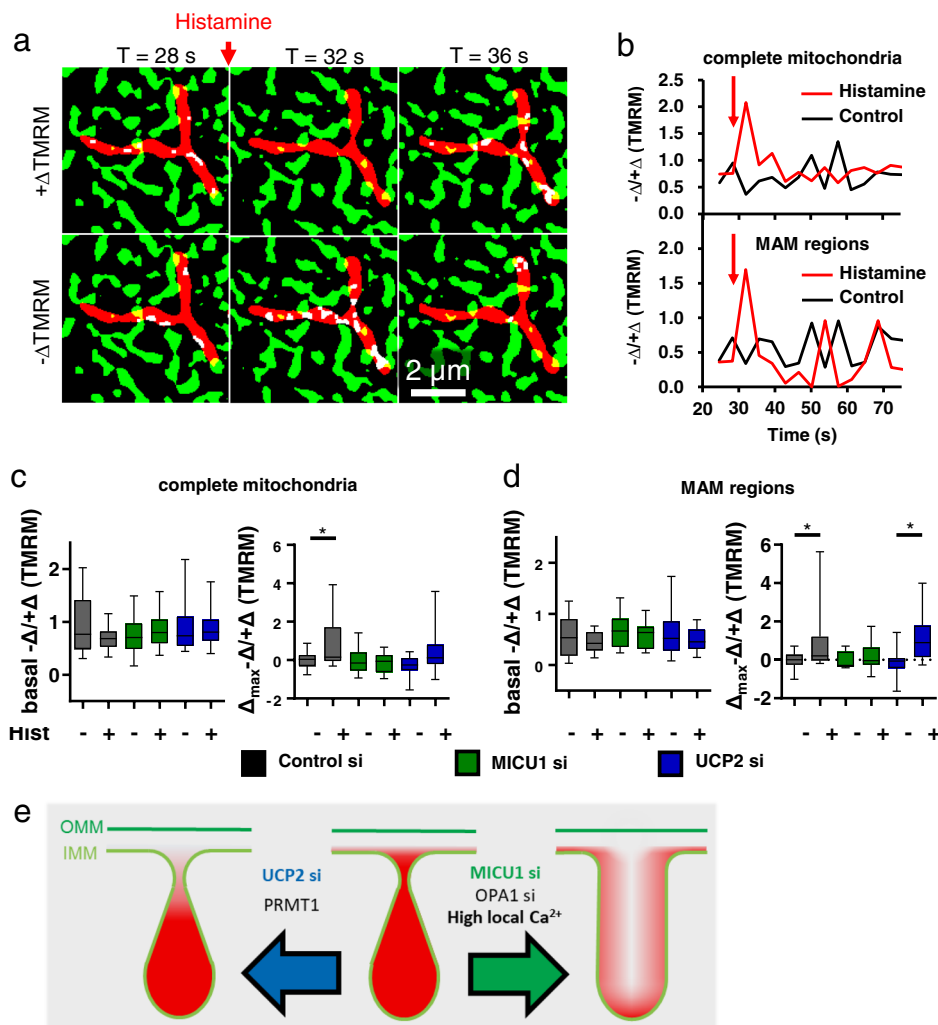 Histamine
a
T = 28 s
T = 32 s
T = 36 s
+ΔTMRM
-ΔTMRM
2 μm
b
complete mitochondria
-Δ/+Δ (TMRM)
2.5
2.0
1.5
1.0
0.5
0.0
Histamine
Control
MAM regions
-Δ/+Δ (TMRM)
2.0
1.5
1.0
0.5
0.0
Histamine
Control
20 30 40 50 60 70
Time (s)
c
complete mitochondria
basal -Δ/+Δ (TMRM)
2
1
0
Δmax-Δ/+Δ (TMRM)
6
4
2
0
-2
*
d
MAM regions
basal -Δ/+Δ (TMRM)
2
1
0
Δmax-Δ/+Δ (TMRM)
6
4
2
0
-2
* *
Hist - + - + - + - + - + - + - + - + - + - + - + - +
Control si
MICU1 si
UCP2 si
e
OMM
IMM
UCP2 si
PRMT1
MICU1 si
OPA1 si
High local Ca²⁺